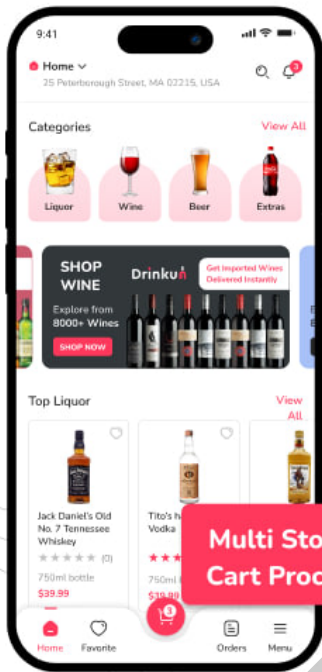 9:41
Home
25 Peterborough Street, MA 02215, USA
3
Categories
View All
Liquor
Wine
Beer
Extras
SHOP
WINE
Drinkun
Get Imported Wines
Delivered Instantly
Explore from
8000+ Wines
SHOP NOW
Top Liquor
View
All
Jack Daniel's Old
No. 7 Tennessee
Whiskey
(0)
750ml bottle
$39.99
Tito's h
Vodka
750ml
$39.99
Multi Sto
Cart Proc
3
Home
Favorite
Orders
Menu